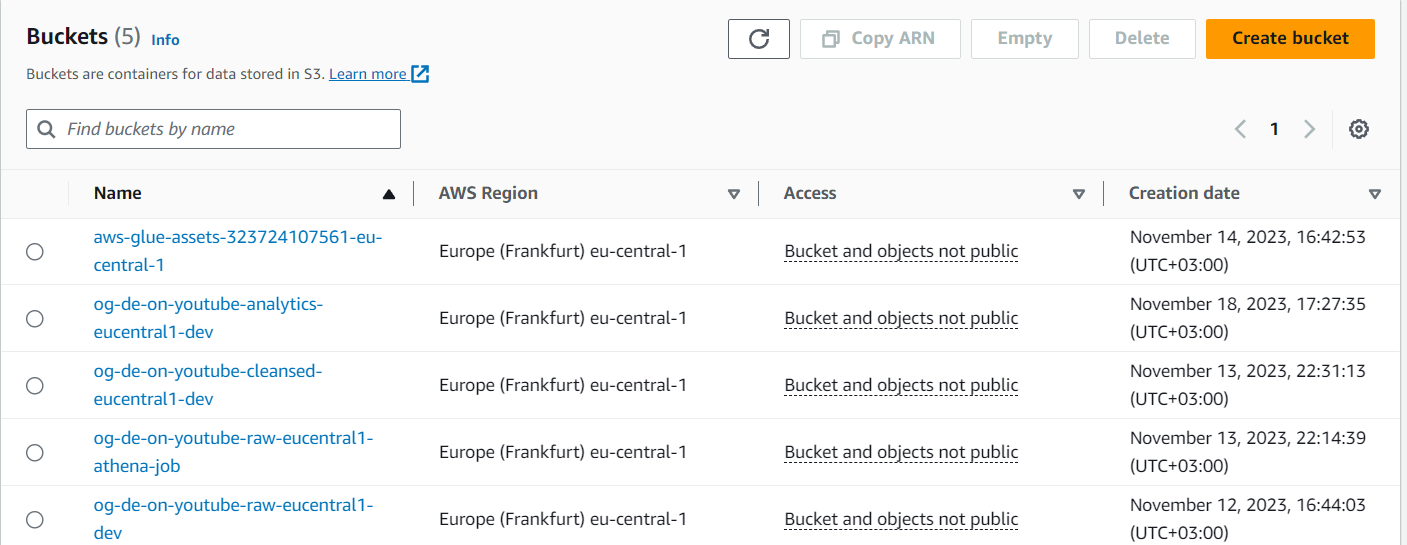 Buckets (5) Info
Copy ARN
Empty
Delete
Create bucket
Buckets are containers for data stored in S3. Learn more
Find buckets by name
1
Name
AWS Region
Access
Creation date
aws-glue-assets-323724107561-eu-
central-1
Europe (Frankfurt) eu-central-1
Bucket and objects not public
November 14, 2023, 16:42:53
(UTC+03:00)
og-de-on-youtube-analytics-
eucentral1-dev
Europe (Frankfurt) eu-central-1
Bucket and objects not public
November 18, 2023, 17:27:35
(UTC+03:00)
og-de-on-youtube-cleansed-
eucentral1-dev
Europe (Frankfurt) eu-central-1
Bucket and objects not public
November 13, 2023, 22:31:13
(UTC+03:00)
og-de-on-youtube-raw-eucentral1-
athena-job
Europe (Frankfurt) eu-central-1
Bucket and objects not public
November 13, 2023, 22:14:39
(UTC+03:00)
og-de-on-youtube-raw-eucentral1-
dev
Europe (Frankfurt) eu-central-1
Bucket and objects not public
November 12, 2023, 16:44:03
(UTC+03:00)